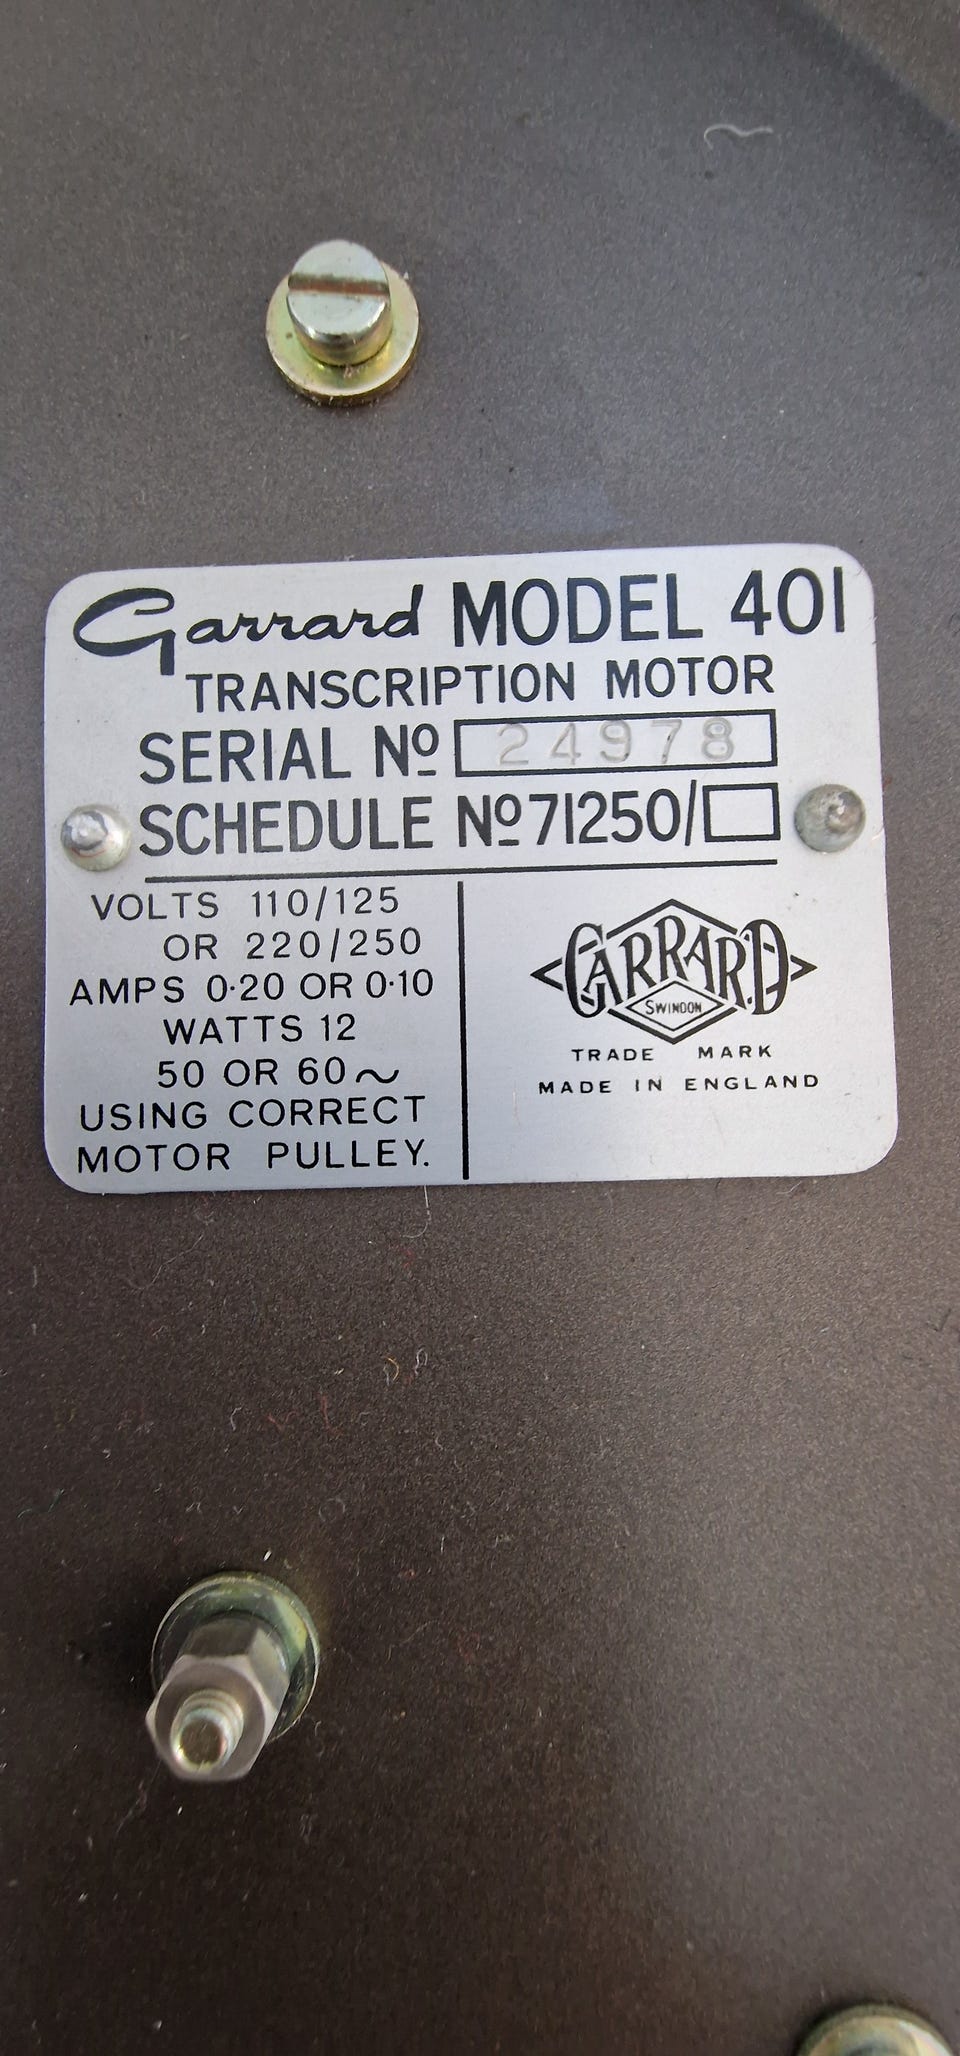 Garrard MODEL 401
TRANSCRIPTION MOTOR
SERIAL Nº 24978
SCHEDULE Nº 71250/
VOLTS 110/125
OR 220/250
AMPS 0·20 OR 0·10
WATTS 12
50 OR 60~
USING CORRECT
MOTOR PULLEY.
GARRARD
SWINDON
TRADE MARK
MADE IN ENGLAND